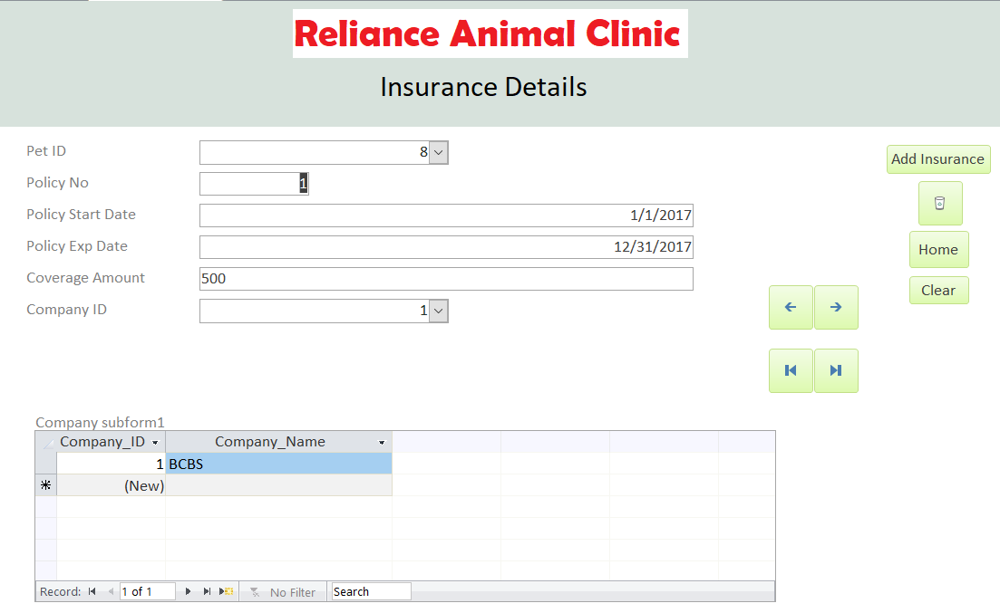 Reliance Animal Clinic
Insurance Details
Pet ID 8
Add Insurance
Policy No 1
Policy Start Date 1/1/2017
Policy Exp Date 12/31/2017
Home
Coverage Amount 500
Clear
Company ID 1
Company subform1
Company_ID Company_Name
1 BCBS
(New)
Record: 1 of 1 No Filter Search